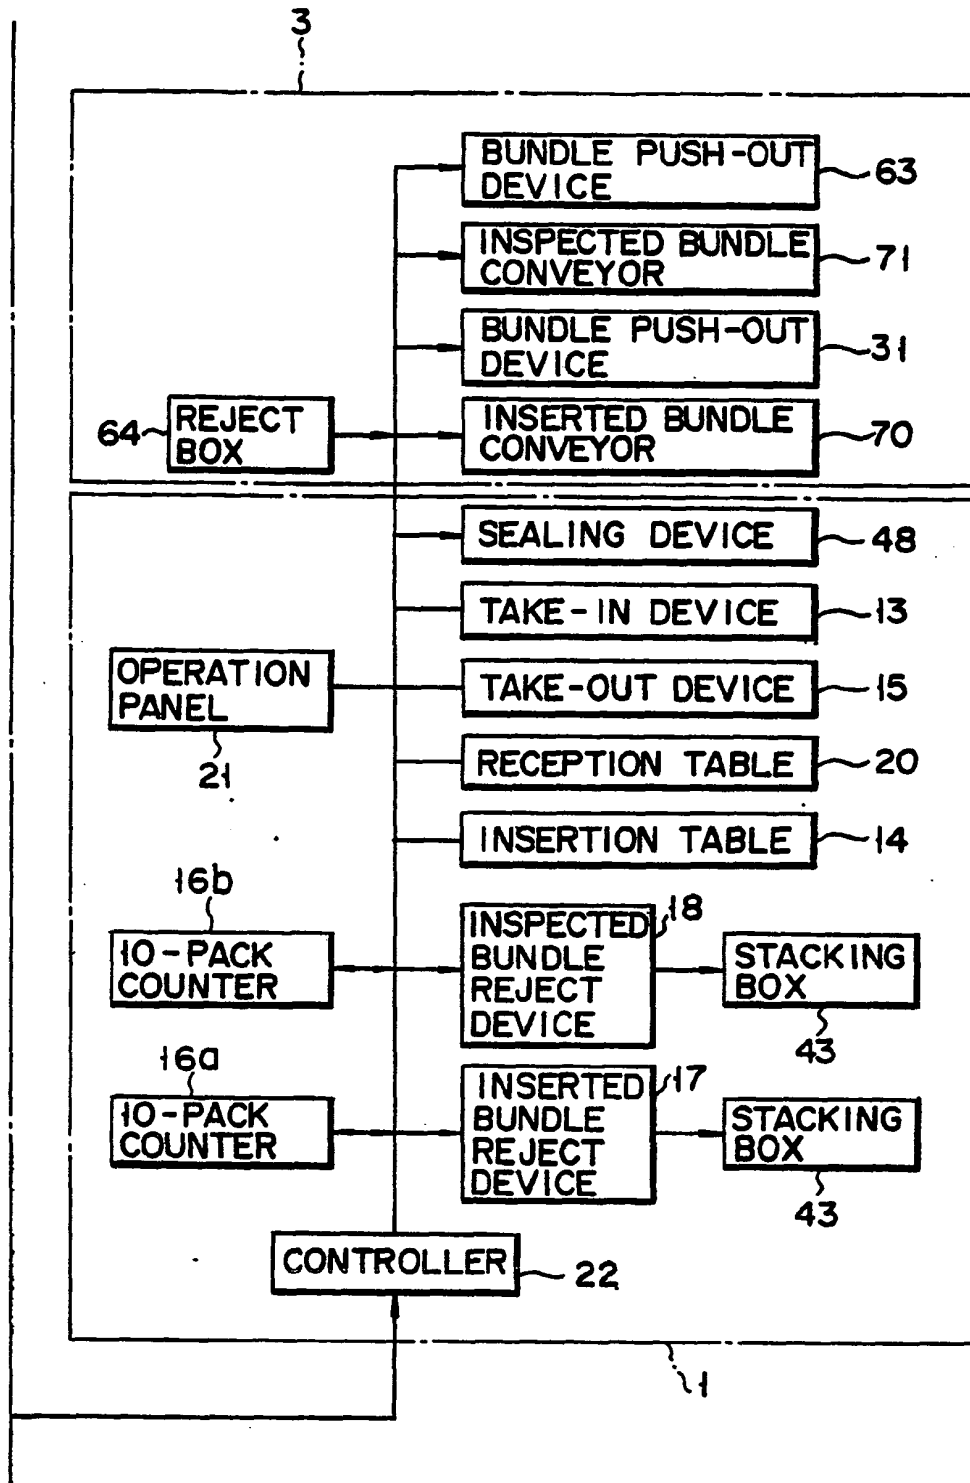 3
BUNDLE PUSH-OUT
DEVICE
63
INSPECTED BUNDLE
CONVEYOR
71
BUNDLE PUSH-OUT
DEVICE
31
64
REJECT
BOX
INSERTED BUNDLE
CONVEYOR
70
SEALING DEVICE
48
TAKE-IN DEVICE
13
OPERATION
PANEL
21
TAKE-OUT DEVICE
15
RECEPTION TABLE
20
INSERTION TABLE
14
16b
10-PACK
COUNTER
INSPECTED
BUNDLE
REJECT
DEVICE
18
STACKING
BOX
43
16a
10-PACK
COUNTER
INSERTED
BUNDLE
REJECT
DEVICE
17
STACKING
BOX
43
CONTROLLER
22
1